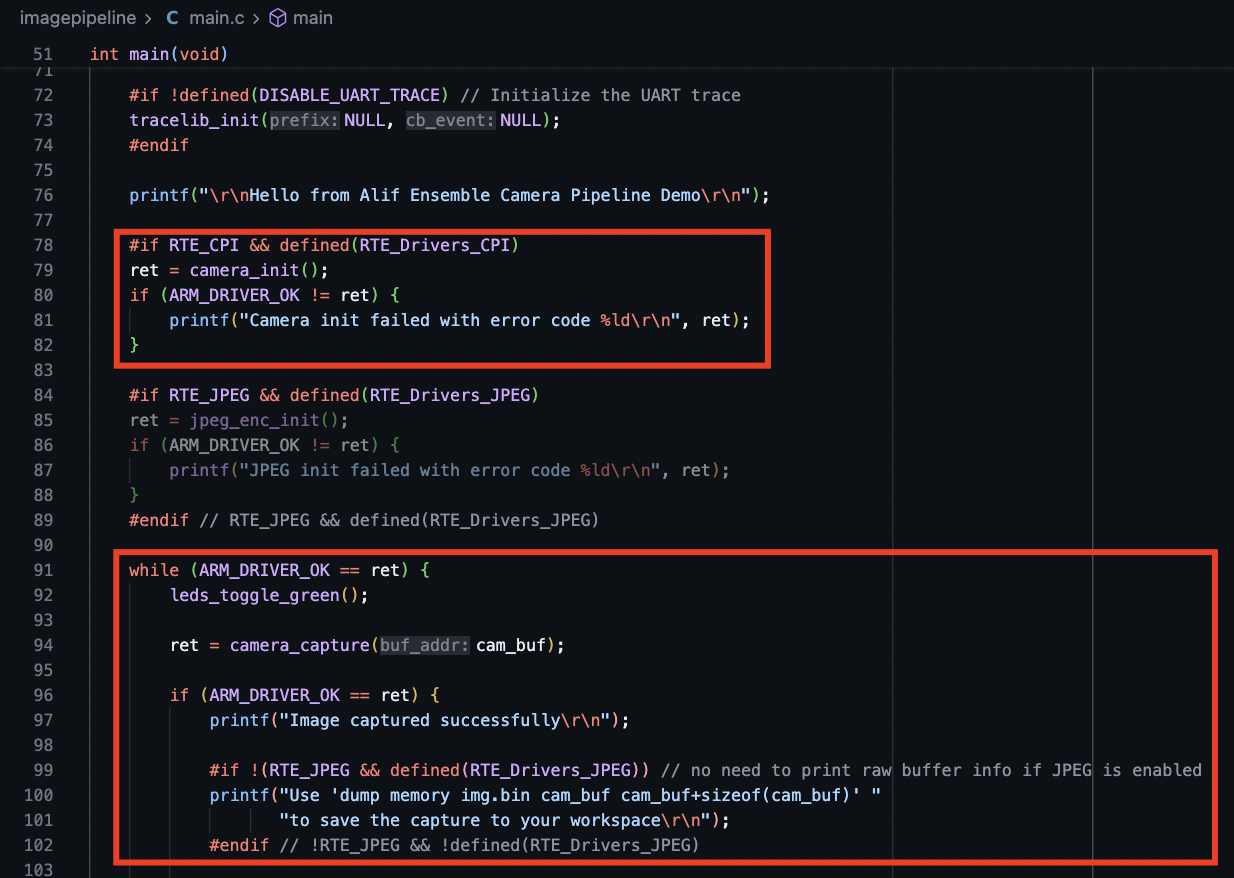 imagepipeline > C main.c > main
51 int main(void)
71
72 #if !defined(DISABLE_UART_TRACE) // Initialize the UART trace
73 tracelib_init(prefix: NULL, cb_event: NULL);
74 #endif
75
76 printf("\r\nHello from Alif Ensemble Camera Pipeline Demo\r\n");
77
78 #if RTE_CPI && defined(RTE_Drivers_CPI)
79 ret = camera_init();
80 if (ARM_DRIVER_OK != ret) {
81 printf("Camera init failed with error code %ld\r\n", ret);
82 }
83
84 #if RTE_JPEG && defined(RTE_Drivers_JPEG)
85 ret = jpeg_enc_init();
86 if (ARM_DRIVER_OK != ret) {
87 printf("JPEG init failed with error code %ld\r\n", ret);
88 }
89 #endif // RTE_JPEG && defined(RTE_Drivers_JPEG)
90
91 while (ARM_DRIVER_OK == ret) {
92 leds_toggle_green();
93
94 ret = camera_capture(buf_addr: cam_buf);
95
96 if (ARM_DRIVER_OK == ret) {
97 printf("Image captured successfully\r\n");
98
99 #if !(RTE_JPEG && defined(RTE_Drivers_JPEG)) // no need to print raw buffer info if JPEG is enabled
100 printf("Use 'dump memory img.bin cam_buf cam_buf+sizeof(cam_buf)' "
101 "to save the capture to your workspace\r\n");
102 #endif // !RTE_JPEG && !defined(RTE_Drivers_JPEG)
103